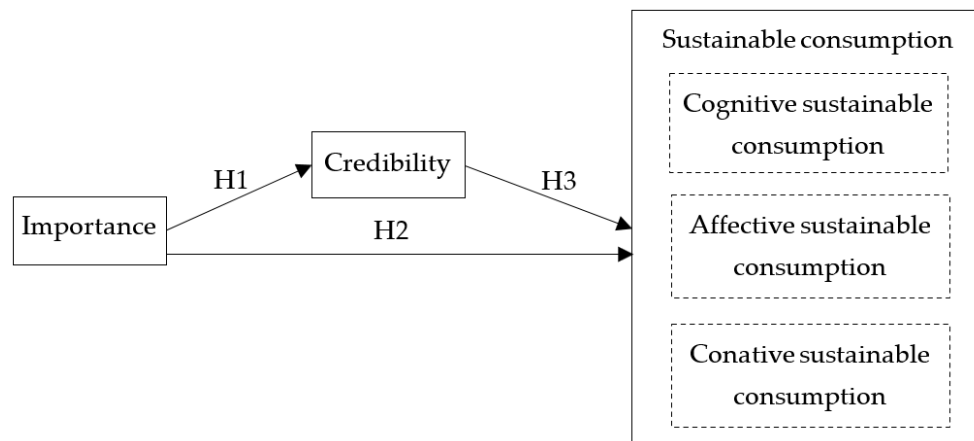 Sustainable consumption
Cognitive sustainable
consumption
Credibility
H1
H3
Importance
H2
Affective sustainable
consumption
Conative sustainable
consumption